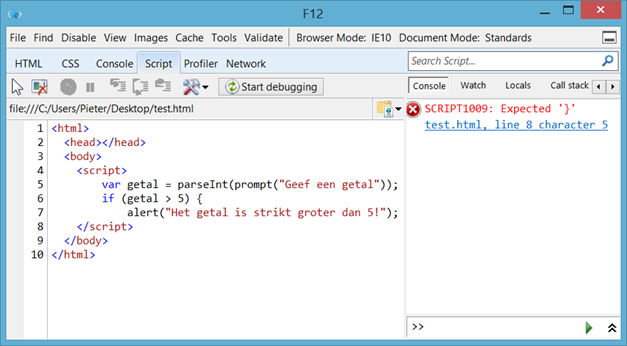 F12
File Find Disable View Images Cache Tools Validate Browser Mode: IE10 Document Mode: Standards
HTML CSS Console Script Profiler Network
Search Script...
Start debugging
Console Watch Locals Call stack
file:///C:/Users/Pieter/Desktop/test.html
1 <html>
2 <head></head>
3 <body>
4 <script>
5 var getal = parseInt(prompt("Geef een getal"));
6 if (getal > 5) {
7 alert("Het getal is strikt groter dan 5!");
8 </script>
9 </body>
10 </html>
SCRIPT1009: Expected '}'
test.html, line 8 character 5
>>